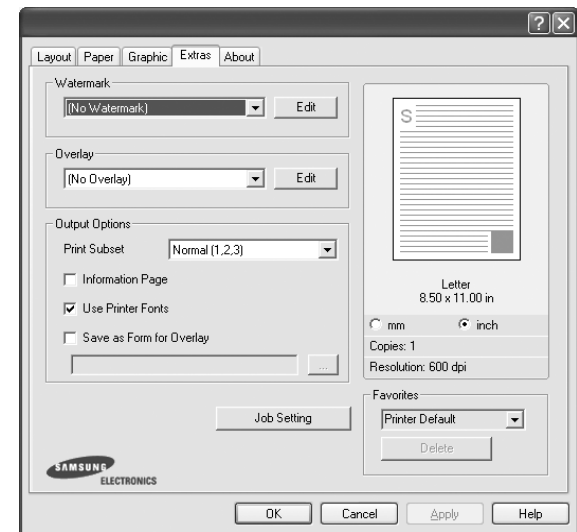 Layout Paper Graphic Extras About
Watermark
(No Watermark) Edit
Overlay
(No Overlay) Edit
Output Options
Print Subset Normal (1,2,3)
Information Page
Use Printer Fonts
Save as Form for Overlay
...
Job Setting
SAMSUNG
ELECTRONICS
S
Letter
8.50 x 11.00 in
mm inch
Copies: 1
Resolution: 600 dpi
Favorites
Printer Default
Delete
OK Cancel Apply Help